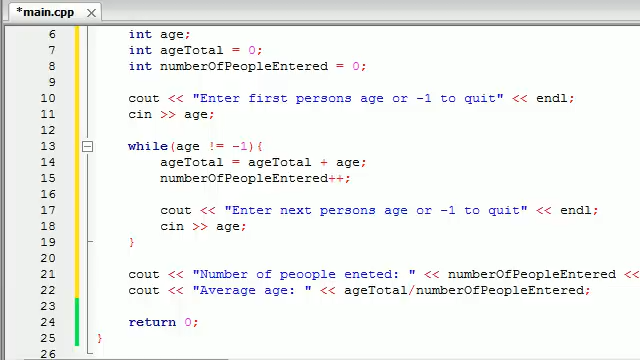 *main.cpp
6 int age;
7 int ageTotal = 0;
8 int numberOfPeopleEntered = 0;
9
10 cout << "Enter first persons age or -1 to quit" << endl;
11 cin >> age;
12
13 while(age != -1){
14 ageTotal = ageTotal + age;
15 numberOfPeopleEntered++;
16
17 cout << "Enter next persons age or -1 to quit" << endl;
18 cin >> age;
19 }
20
21 cout << "Number of peoople eneted: " << numberOfPeopleEntered <<
22 cout << "Average age: " << ageTotal/numberOfPeopleEntered;
23
24 return 0;
25 }
26